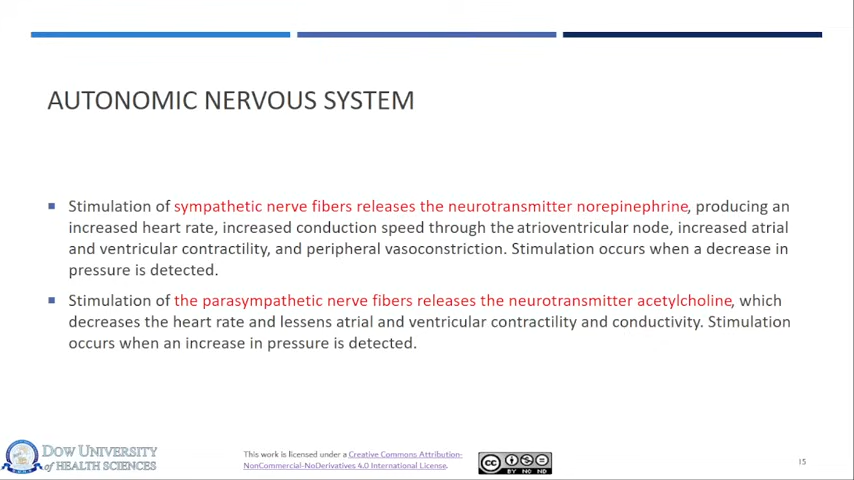 AUTONOMIC NERVOUS SYSTEM
Stimulation of sympathetic nerve fibers releases the neurotransmitter norepinephrine, producing an
increased heart rate, increased conduction speed through the atrioventricular node, increased atrial
and ventricular contractility, and peripheral vasoconstriction. Stimulation occurs when a decrease in
pressure is detected.
Stimulation of the parasympathetic nerve fibers releases the neurotransmitter acetylcholine, which
decreases the heart rate and lessens atrial and ventricular contractility and conductivity. Stimulation
occurs when an increase in pressure is detected.
DOW UNIVERSITY
of HEALTH SCIENCES
This work is licensed under a Creative Commons Attribution-
NonCommercial-NoDerivatives 4.0 International License.
cc
BY NC ND
15